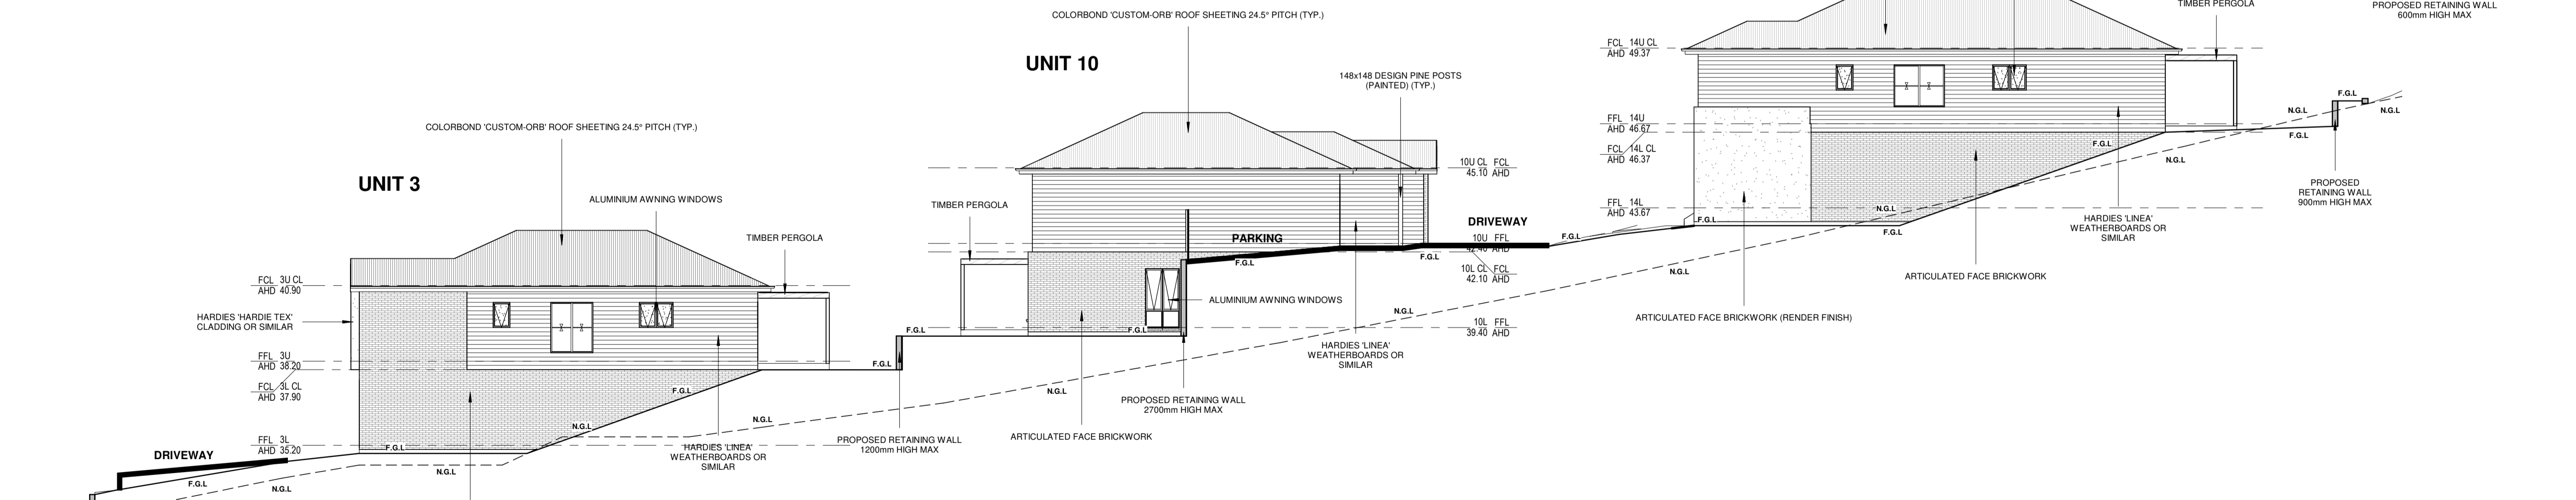 COLORBOND 'CUSTOM-ORB' ROOF SHEETING 24.5° PITCH (TYP.)
TIMBER PERGOLA
PROPOSED RETAINING WALL
600mm HIGH MAX
FCL 14U CL
AHD 49.37
UNIT 10
148x148 DESIGN PINE POSTS
(PAINTED) (TYP.)
F.G.L
N.G.L
N.G.L
FFL 14U
AHD 46.67
COLORBOND 'CUSTOM-ORB' ROOF SHEETING 24.5° PITCH (TYP.)
F.G.L
F.G.L
FCL 14L CL
AHD 46.37
N.G.L
10U CL FCL
45.10 AHD
UNIT 3
PROPOSED
RETAINING WALL
900mm HIGH MAX
ALUMINIUM AWNING WINDOWS
TIMBER PERGOLA
FFL 14L
AHD 43.67
N.G.L
HARDIES 'LINEA'
WEATHERBOARDS OR
SIMILAR
DRIVEWAY
F.G.L
F.G.L
TIMBER PERGOLA
PARKING
10U FFL
42.40 AHD
F.G.L
F.G.L
F.G.L
10L CL FCL
42.10 AHD
N.G.L
ARTICULATED FACE BRICKWORK
FCL 3U CL
AHD 40.90
ALUMINIUM AWNING WINDOWS
N.G.L
ARTICULATED FACE BRICKWORK (RENDER FINISH)
HARDIES 'HARDIE TEX'
CLADDING OR SIMILAR
F.G.L
F.G.L
10L FFL
39.40 AHD
HARDIES 'LINEA'
WEATHERBOARDS OR
SIMILAR
FFL 3U
AHD 38.20
F.G.L
FCL 3L CL
AHD 37.90
F.G.L
N.G.L
PROPOSED RETAINING WALL
2700mm HIGH MAX
N.G.L
N.G.L
ARTICULATED FACE BRICKWORK
FFL 3L
AHD 35.20
F.G.L
HARDIES 'LINEA'
WEATHERBOARDS OR
SIMILAR
PROPOSED RETAINING WALL
1200mm HIGH MAX
DRIVEWAY
N.G.L
F.G.L
N.G.L